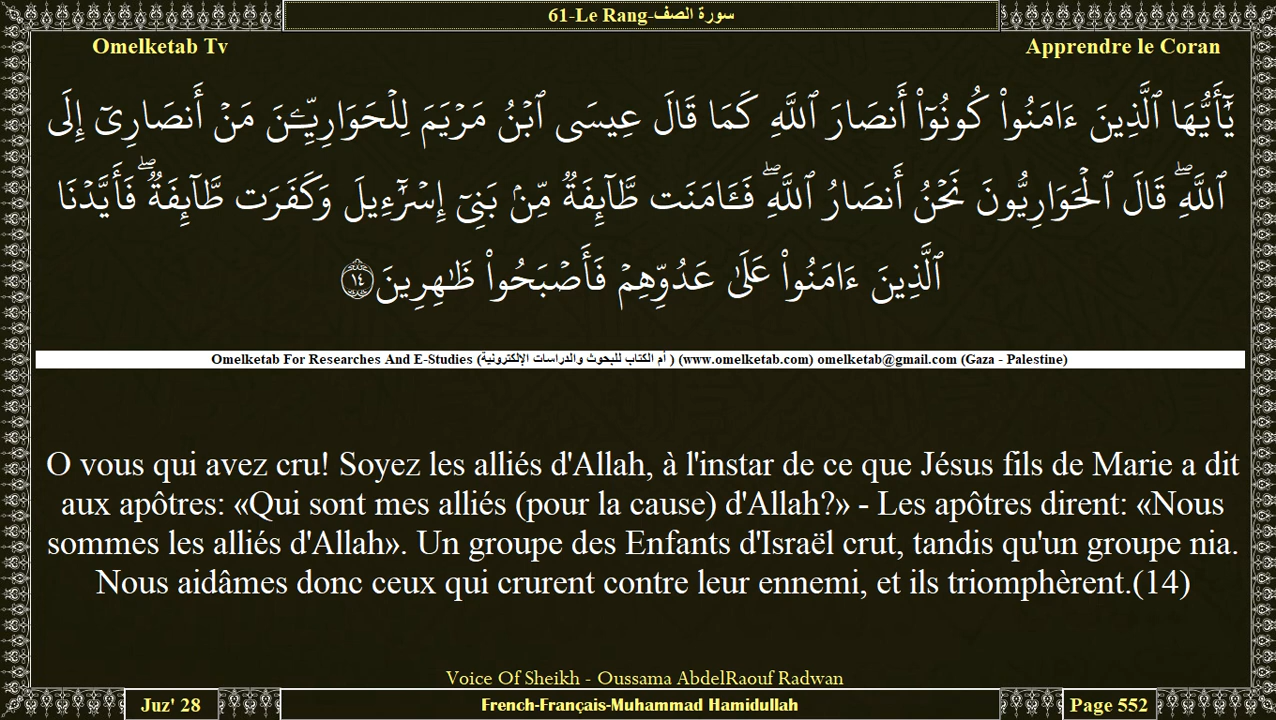 61-Le Rang-سورة الصف
Omelketab Tv
Apprendre le Coran
يَٰٓأَيُّهَا ٱلَّذِينَ ءَامَنُواْ كُونُوٓاْ أَنصَارَ ٱللَّهِ كَمَا قَالَ عِيسَى ٱبۡنُ مَرۡيَمَ لِلۡحَوَارِيِّـۧنَ مَنۡ أَنصَارِيٓ إِلَى
ٱللَّهِۖ قَالَ ٱلۡحَوَارِيُّونَ نَحۡنُ أَنصَارُ ٱللَّهِۖ فَـَٔامَنَت طَّآئِفَةٞ مِّنۢ بَنِيٓ إِسۡرَٰٓءِيلَ وَكَفَرَت طَّآئِفَةٞۖ فَأَيَّدۡنَا
ٱلَّذِينَ ءَامَنُواْ عَلَىٰ عَدُوِّهِمۡ فَأَصۡبَحُواْ ظَٰهِرِينَ ١٤
Omelketab For Researches And E-Studies (أم الكتاب للبحوث والدراسات الإلكترونية ) (www.omelketab.com) omelketab@gmail.com (Gaza - Palestine)
O vous qui avez cru! Soyez les alliés d'Allah, à l'instar de ce que Jésus fils de Marie a dit
aux apôtres: «Qui sont mes alliés (pour la cause) d'Allah?» - Les apôtres dirent: «Nous
sommes les alliés d'Allah». Un groupe des Enfants d'Israël crut, tandis qu'un groupe nia.
Nous aidâmes donc ceux qui crurent contre leur ennemi, et ils triomphèrent.(14)
Voice Of Sheikh - Oussama AbdelRaouf Radwan
Juz' 28
French-Français-Muhammad Hamidullah
Page 552